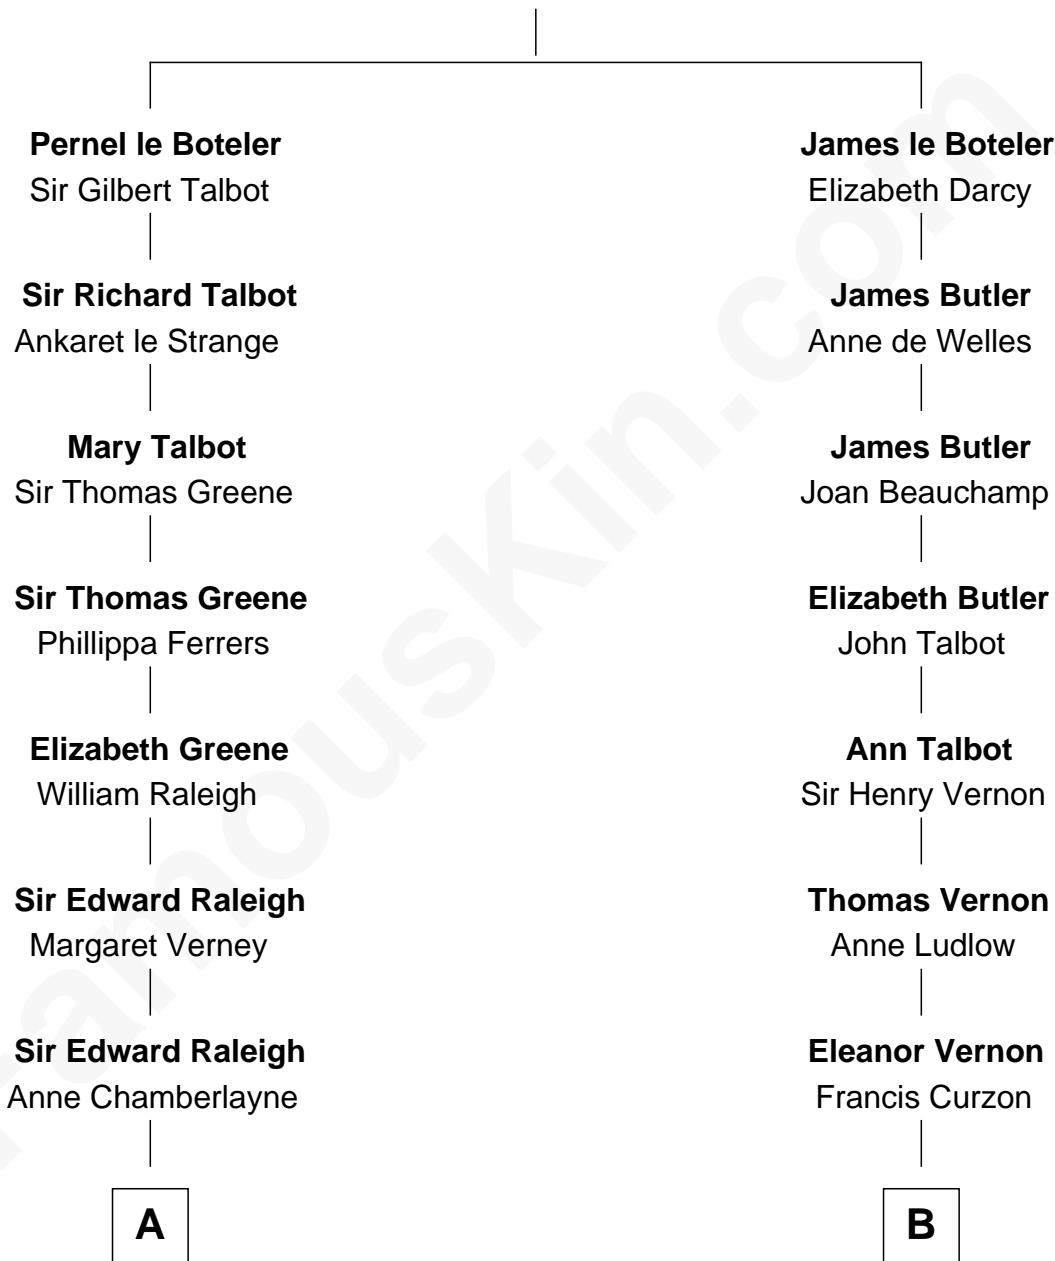 Pernel le Boteler
Sir Gilbert Talbot
Sir Richard Talbot
Ankaret le Strange
Mary Talbot
Sir Thomas Greene
Sir Thomas Greene
Phillippa Ferrers
Elizabeth Greene
William Raleigh
Sir Edward Raleigh
Margaret Verney
Sir Edward Raleigh
Anne Chamberlayne
A
James le Boteler
Elizabeth Darcy
James Butler
Anne de Welles
James Butler
Joan Beauchamp
Elizabeth Butler
John Talbot
Ann Talbot
Sir Henry Vernon
Thomas Vernon
Anne Ludlow
Eleanor Vernon
Francis Curzon
B
FamousKin.com